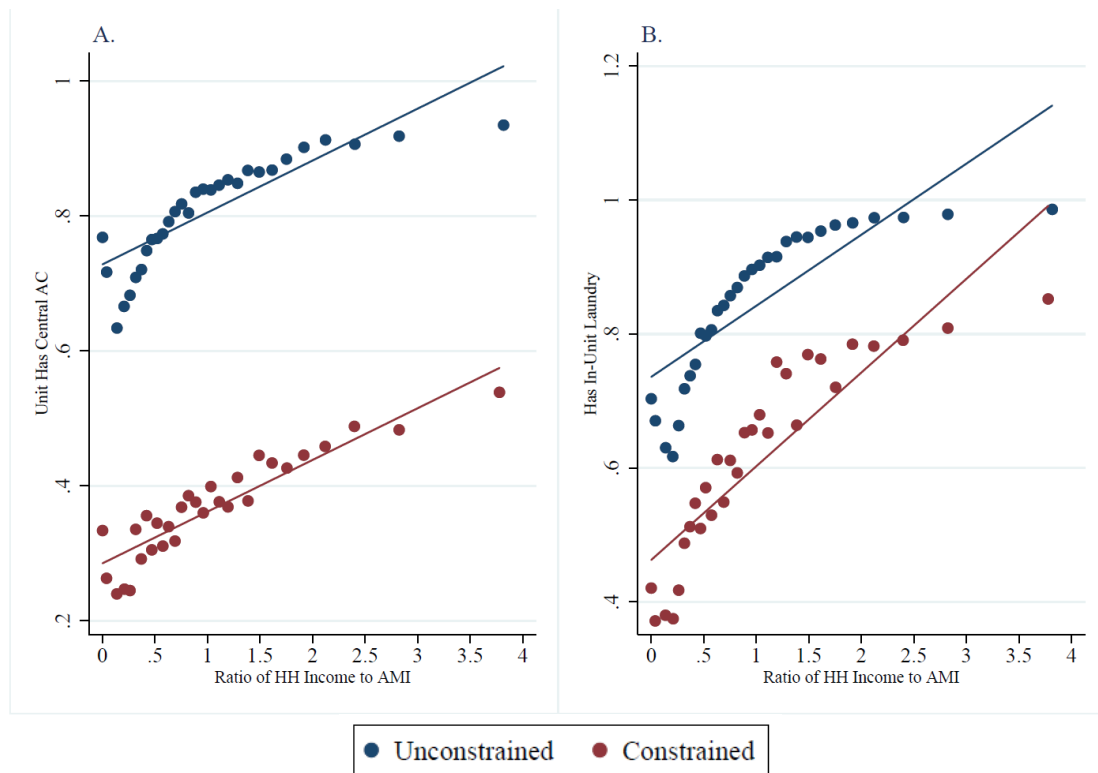 A.
Unit Has Central AC
1
.8
.6
.4
.2
0 .5 1 1.5 2 2.5 3 3.5 4
Ratio of HH Income to AMI
B.
Has In-Unit Laundry
1.2
1
.8
.6
.4
0 .5 1 1.5 2 2.5 3 3.5 4
Ratio of HH Income to AMI
Unconstrained Constrained